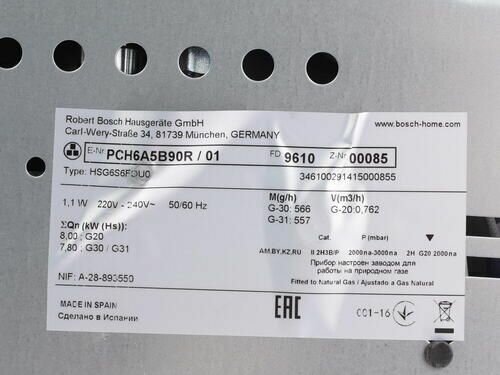 Robert Bosch Hausgeräte GmbH
Carl-Wery-Straße 34, 81739 München, GERMANY
www.bosch-home.com
E-Nr PCH6A5B90R / 01 FD 9610 Z-Nr 00085
Type: HSG6S6FOU0 346100291415000855
1,1 W 220V - 240V~ 50/60 Hz
M(g/h) V(m3/h)
G-30: 566 G-20:0,762
G-31: 557
ΣQn (kW (Hs)):
8,00 ; G20
7,80 ; G30 / G31
Cat. P (mbar)
AM.BY.KZ.RU II 2H3B/P 2000па-3000па 2H G20 2000па
Прибор настроен заводом для
работы на природном газе
NIF: A-28-893550
Fitted to Natural Gas / Ajustado a Gas Natural
MADE IN SPAIN
Сделано в Испании
EAC
001-16